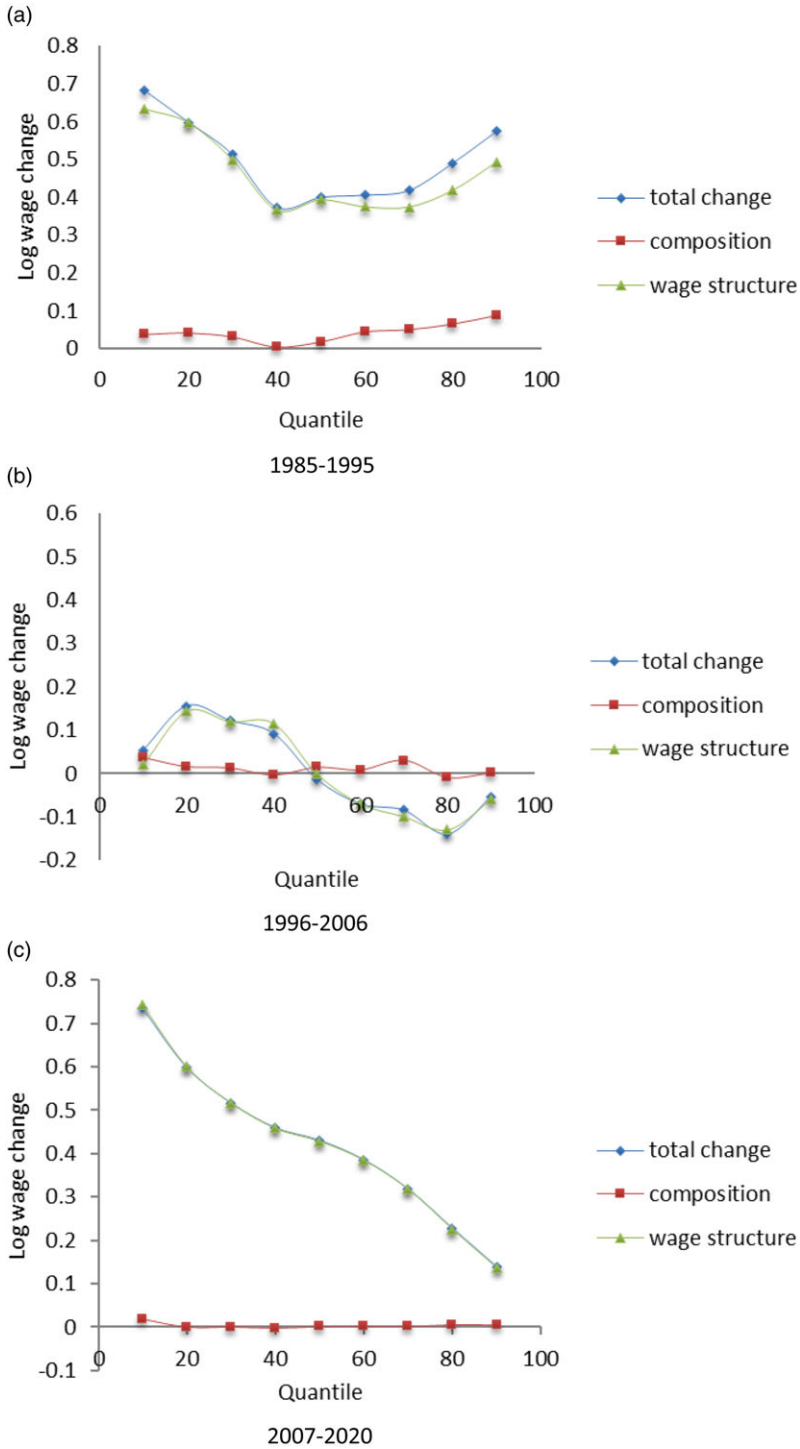 (a)
0.8
0.7
0.6
0.5
0.4
0.3
0.2
0.1
0
Log wage change
0 20 40 60 80 100
Quantile
1985-1995
total change
composition
wage structure
(b)
0.6
0.5
0.4
0.3
0.2
0.1
0
-0.1
-0.2
Log wage change
0 20 40 60 80 100
Quantile
1996-2006
total change
composition
wage structure
(c)
0.8
0.7
0.6
0.5
0.4
0.3
0.2
0.1
0
-0.1
Log wage change
0 20 40 60 80 100
Quantile
2007-2020
total change
composition
wage structure